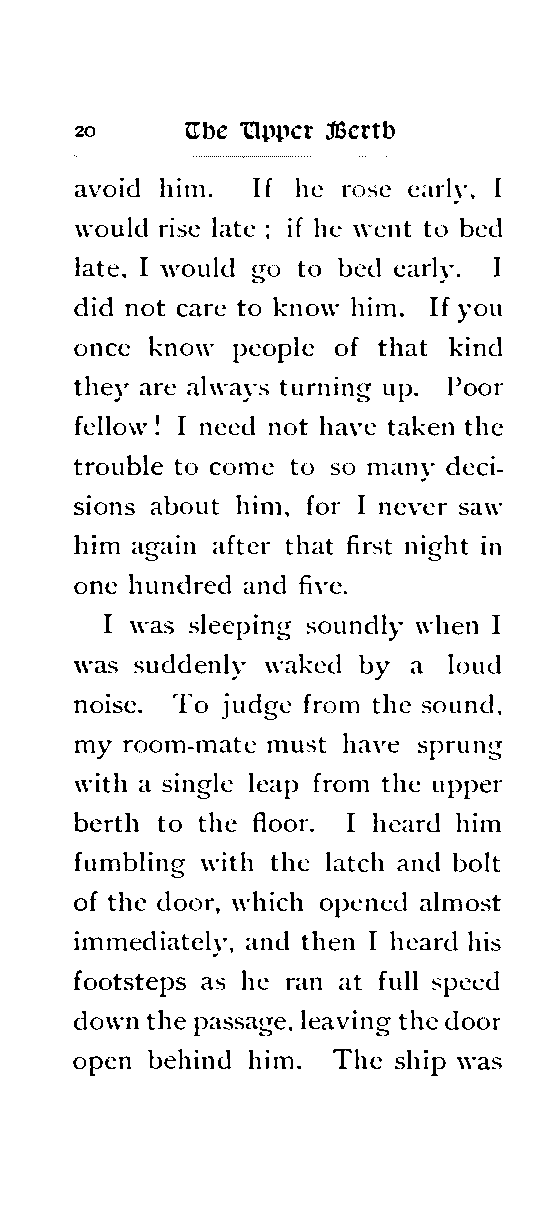 20 The Upper Berth
avoid him. If he rose early, I
would rise late ; if he went to bed
late, I would go to bed early. I
did not care to know him. If you
once know people of that kind
they are always turning up. Poor
fellow! I need not have taken the
trouble to come to so many deci-
sions about him, for I never saw
him again after that first night in
one hundred and five.
I was sleeping soundly when I
was suddenly waked by a loud
noise. To judge from the sound,
my room-mate must have sprung
with a single leap from the upper
berth to the floor. I heard him
fumbling with the latch and bolt
of the door, which opened almost
immediately, and then I heard his
footsteps as he ran at full speed
down the passage, leaving the door
open behind him. The ship was